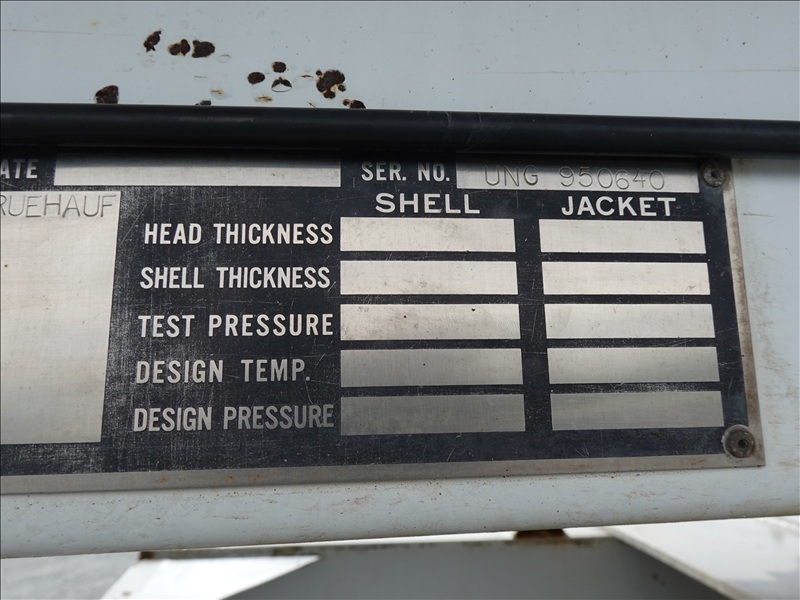 ATE SER. NO. UNG 950640
RUEHAUF SHELL JACKET
HEAD THICKNESS
SHELL THICKNESS
TEST PRESSURE
DESIGN TEMP.
DESIGN PRESSURE